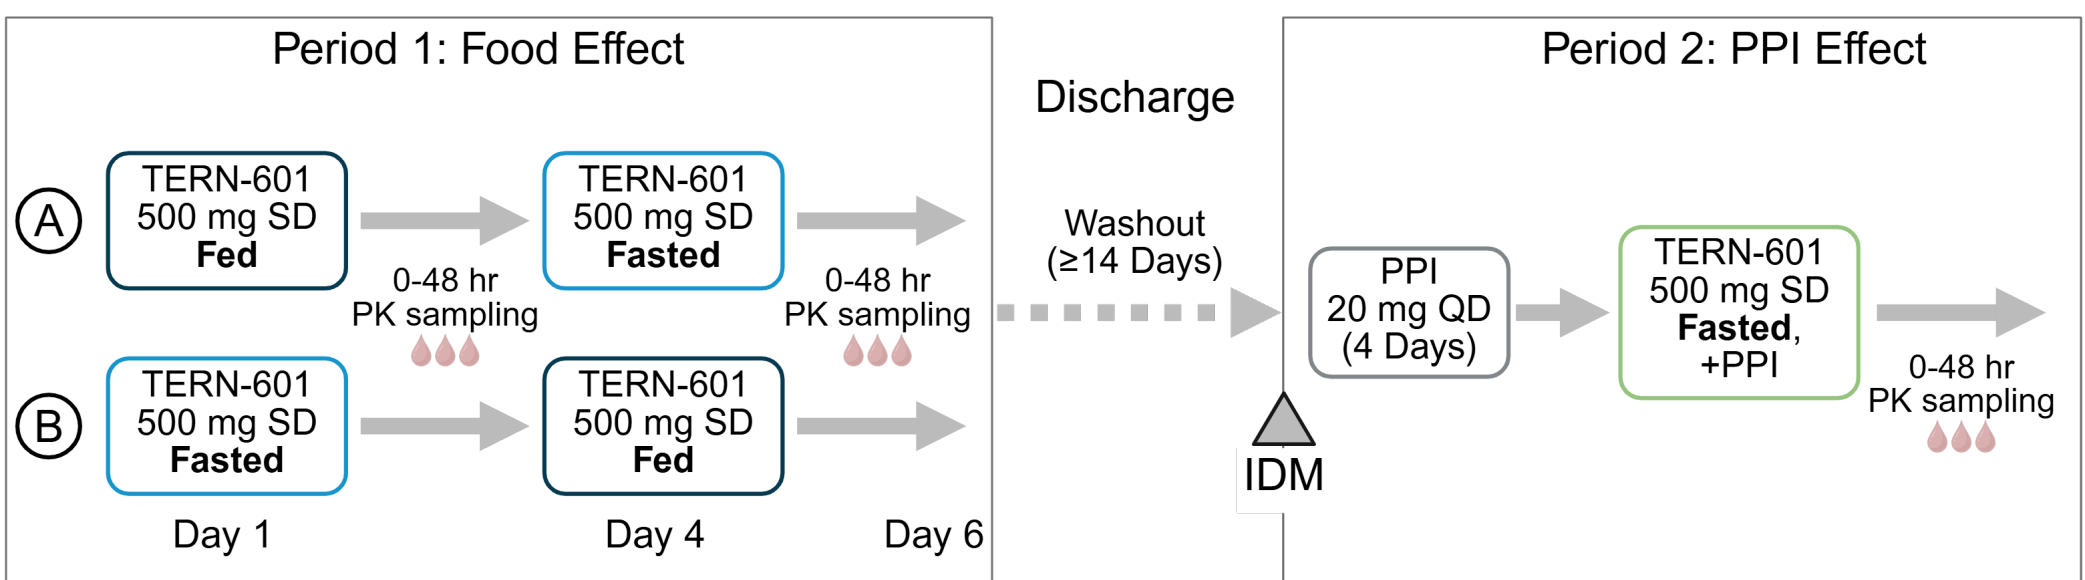 Period 1: Food Effect
A
TERN-601
500 mg SD
Fed
0-48 hr
PK sampling
TERN-601
500 mg SD
Fasted
0-48 hr
PK sampling
B
TERN-601
500 mg SD
Fasted
TERN-601
500 mg SD
Fed
Day 1
Day 4
Day 6
Discharge
Washout
(≥14 Days)
IDM
Period 2: PPI Effect
PPI
20 mg QD
(4 Days)
TERN-601
500 mg SD
Fasted,
+PPI
0-48 hr
PK sampling